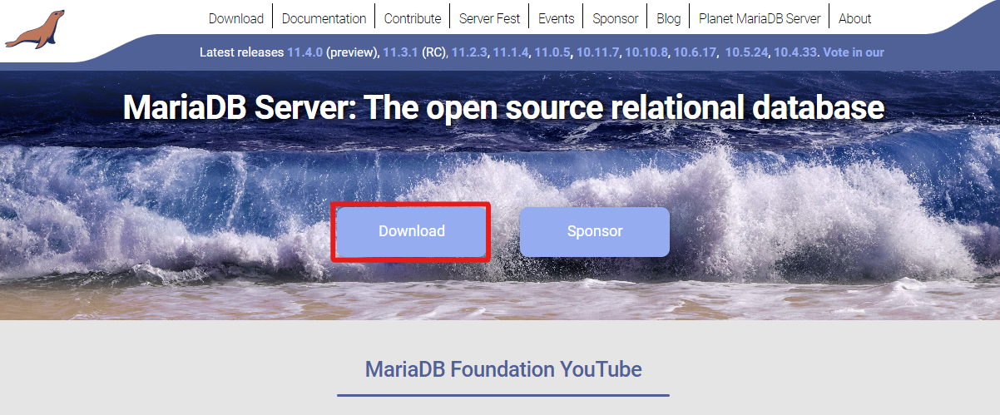 Download Documentation Contribute Server Fest Events Sponsor Blog Planet MariaDB Server About
Latest releases 11.4.0 (preview), 11.3.1 (RC), 11.2.3, 11.1.4, 11.0.5, 10.11.7, 10.10.8, 10.6.17, 10.5.24, 10.4.33. Vote in our
MariaDB Server: The open source relational database
Download Sponsor
MariaDB Foundation YouTube